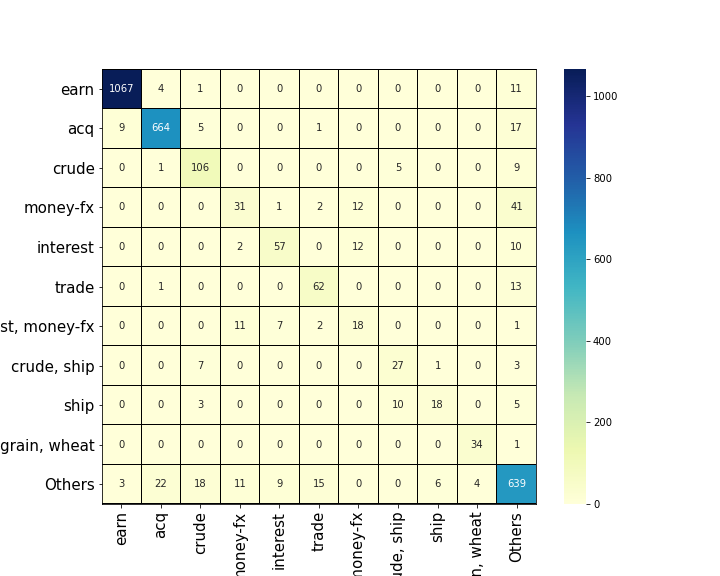 earn 1067 4 1 0 0 0 0 0 0 0 11
acq 9 664 5 0 0 1 0 0 0 0 17
crude 0 1 106 0 0 0 0 5 0 0 9
money-fx 0 0 0 31 1 2 12 0 0 0 41
interest 0 0 0 2 57 0 12 0 0 0 10
trade 0 1 0 0 0 62 0 0 0 0 13
st, money-fx 0 0 0 11 7 2 18 0 0 0 1
crude, ship 0 0 7 0 0 0 0 27 1 0 3
ship 0 0 3 0 0 0 0 10 18 0 5
grain, wheat 0 0 0 0 0 0 0 0 0 34 1
Others 3 22 18 11 9 15 0 0 6 4 639
earn
acq
crude
oney-fx
interest
trade
money-fx
de, ship
ship
n, wheat
Others
1000
800
600
400
200
0